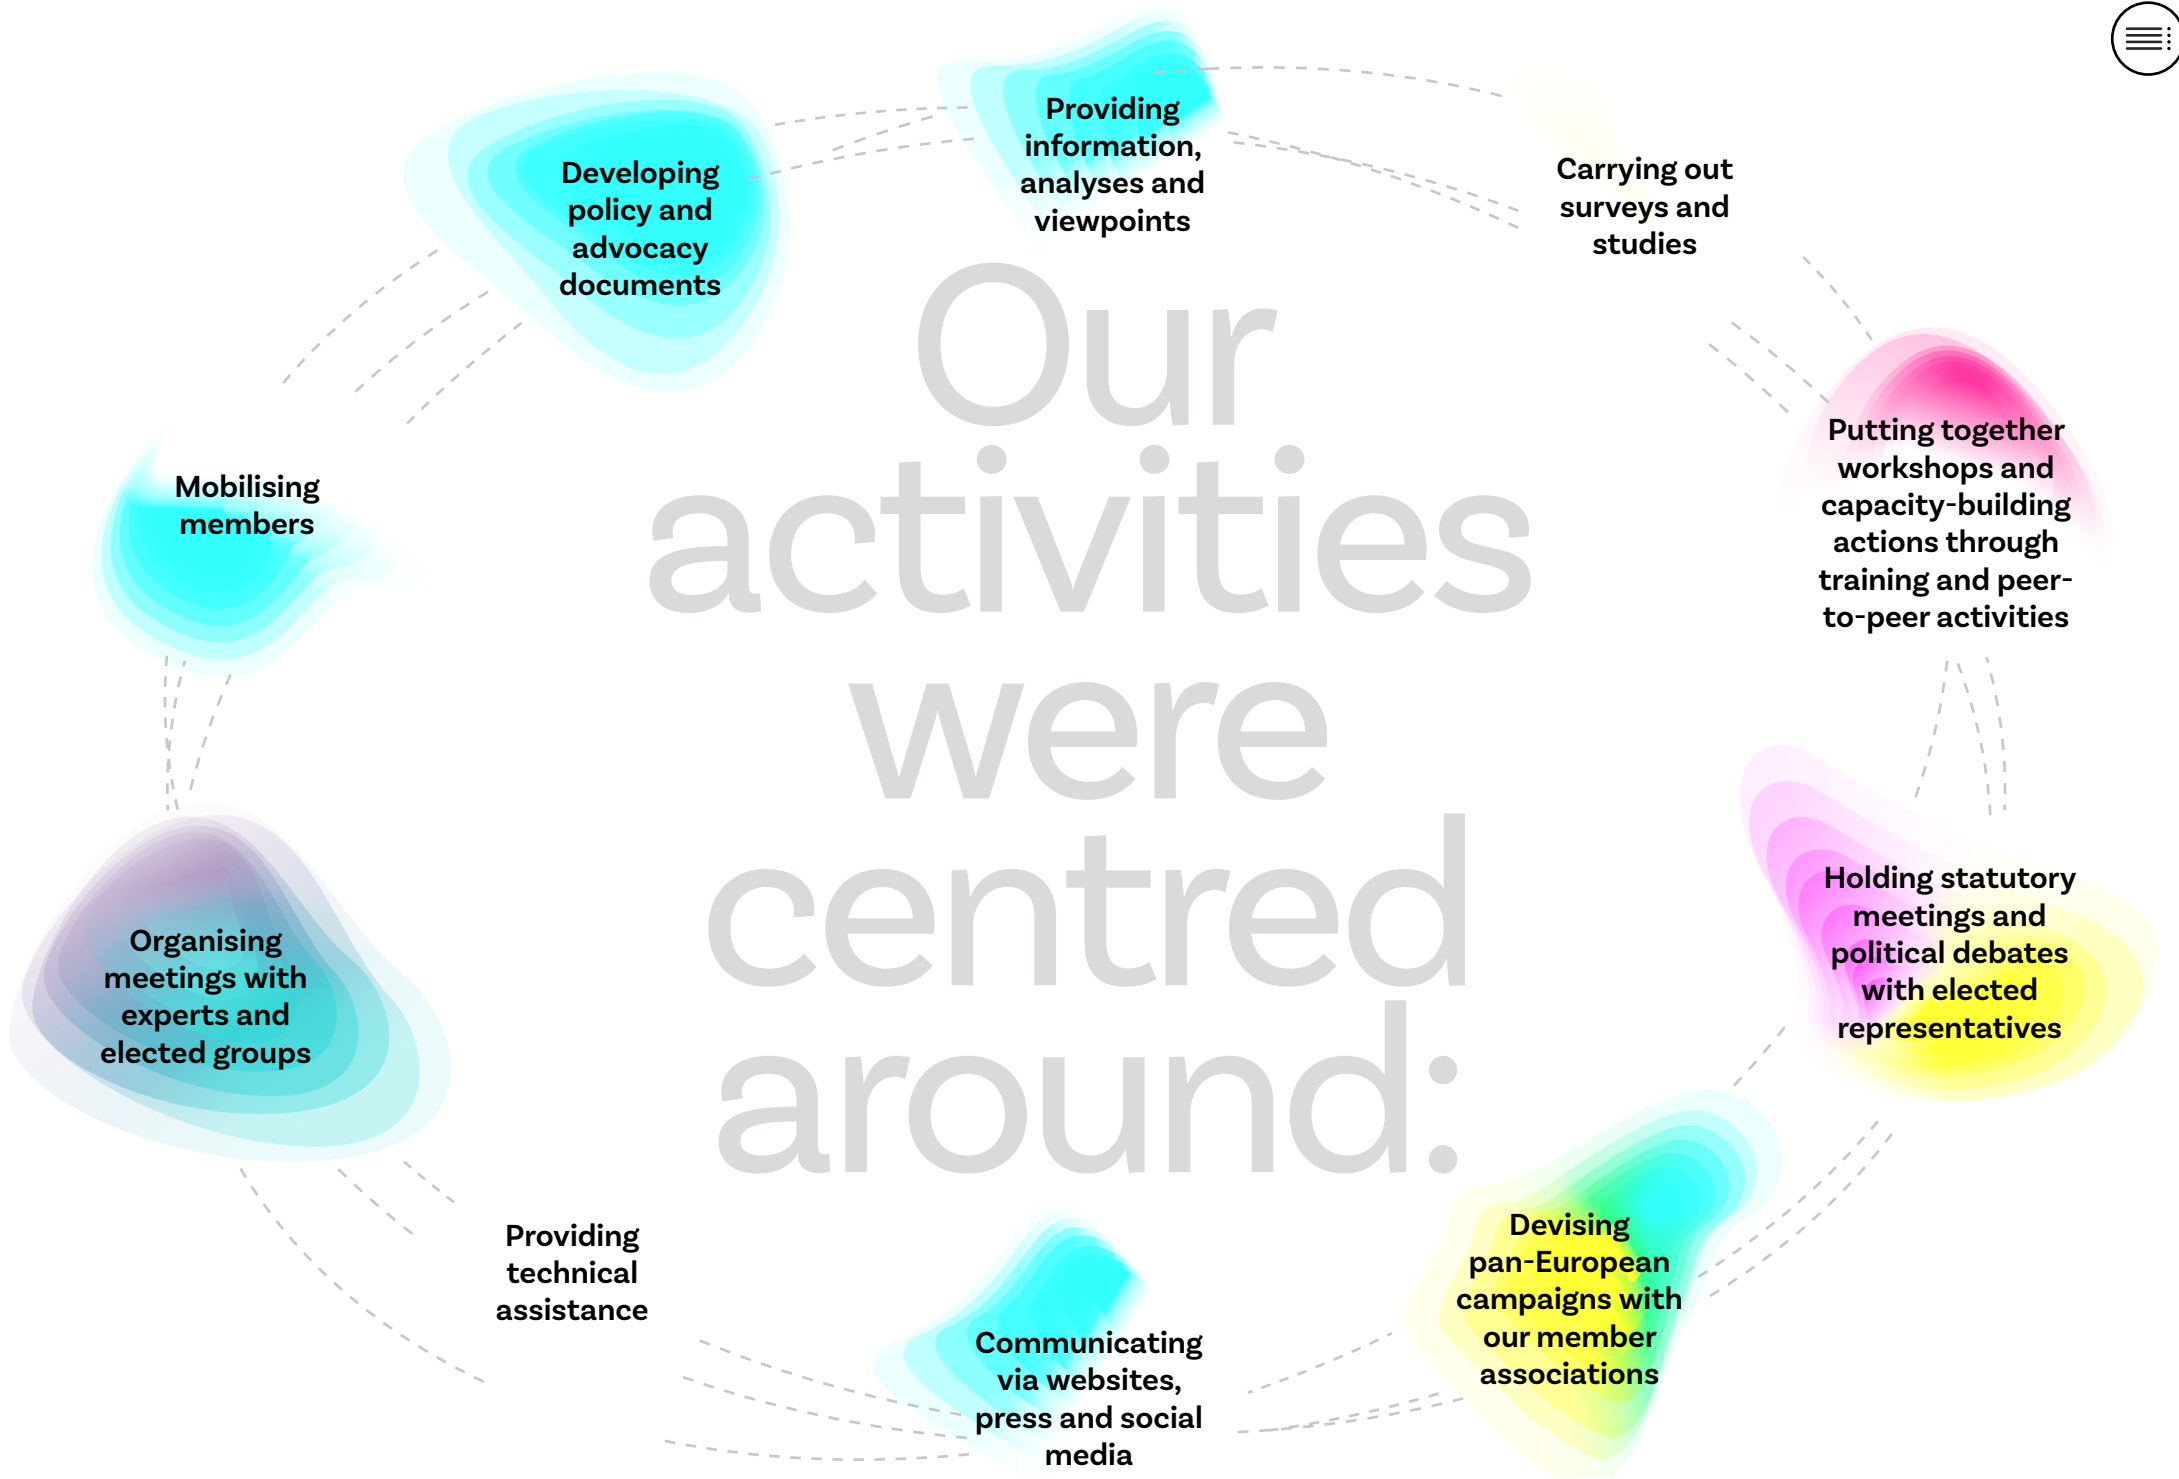 Providing
information,
analyses and
viewpoints
Carrying out
surveys and
studies
Developing
policy and
advocacy
documents
Our
activities
were
centred
around:
Putting together
workshops and
capacity-building
actions through
training and peer-
to-peer activities
Mobilising
members
Holding statutory
meetings and
political debates
with elected
representatives
Organising
meetings with
experts and
elected groups
Devising
pan-European
campaigns with
our member
associations
Providing
technical
assistance
Communicating
via websites,
press and social
media